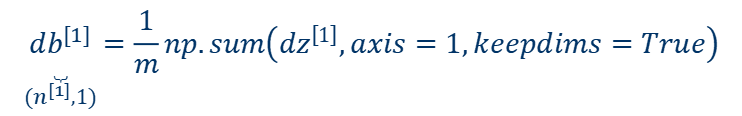 db[1] = 1/m np.sum(dz[1], axis = 1, keepdims = True)
(n[1],1)